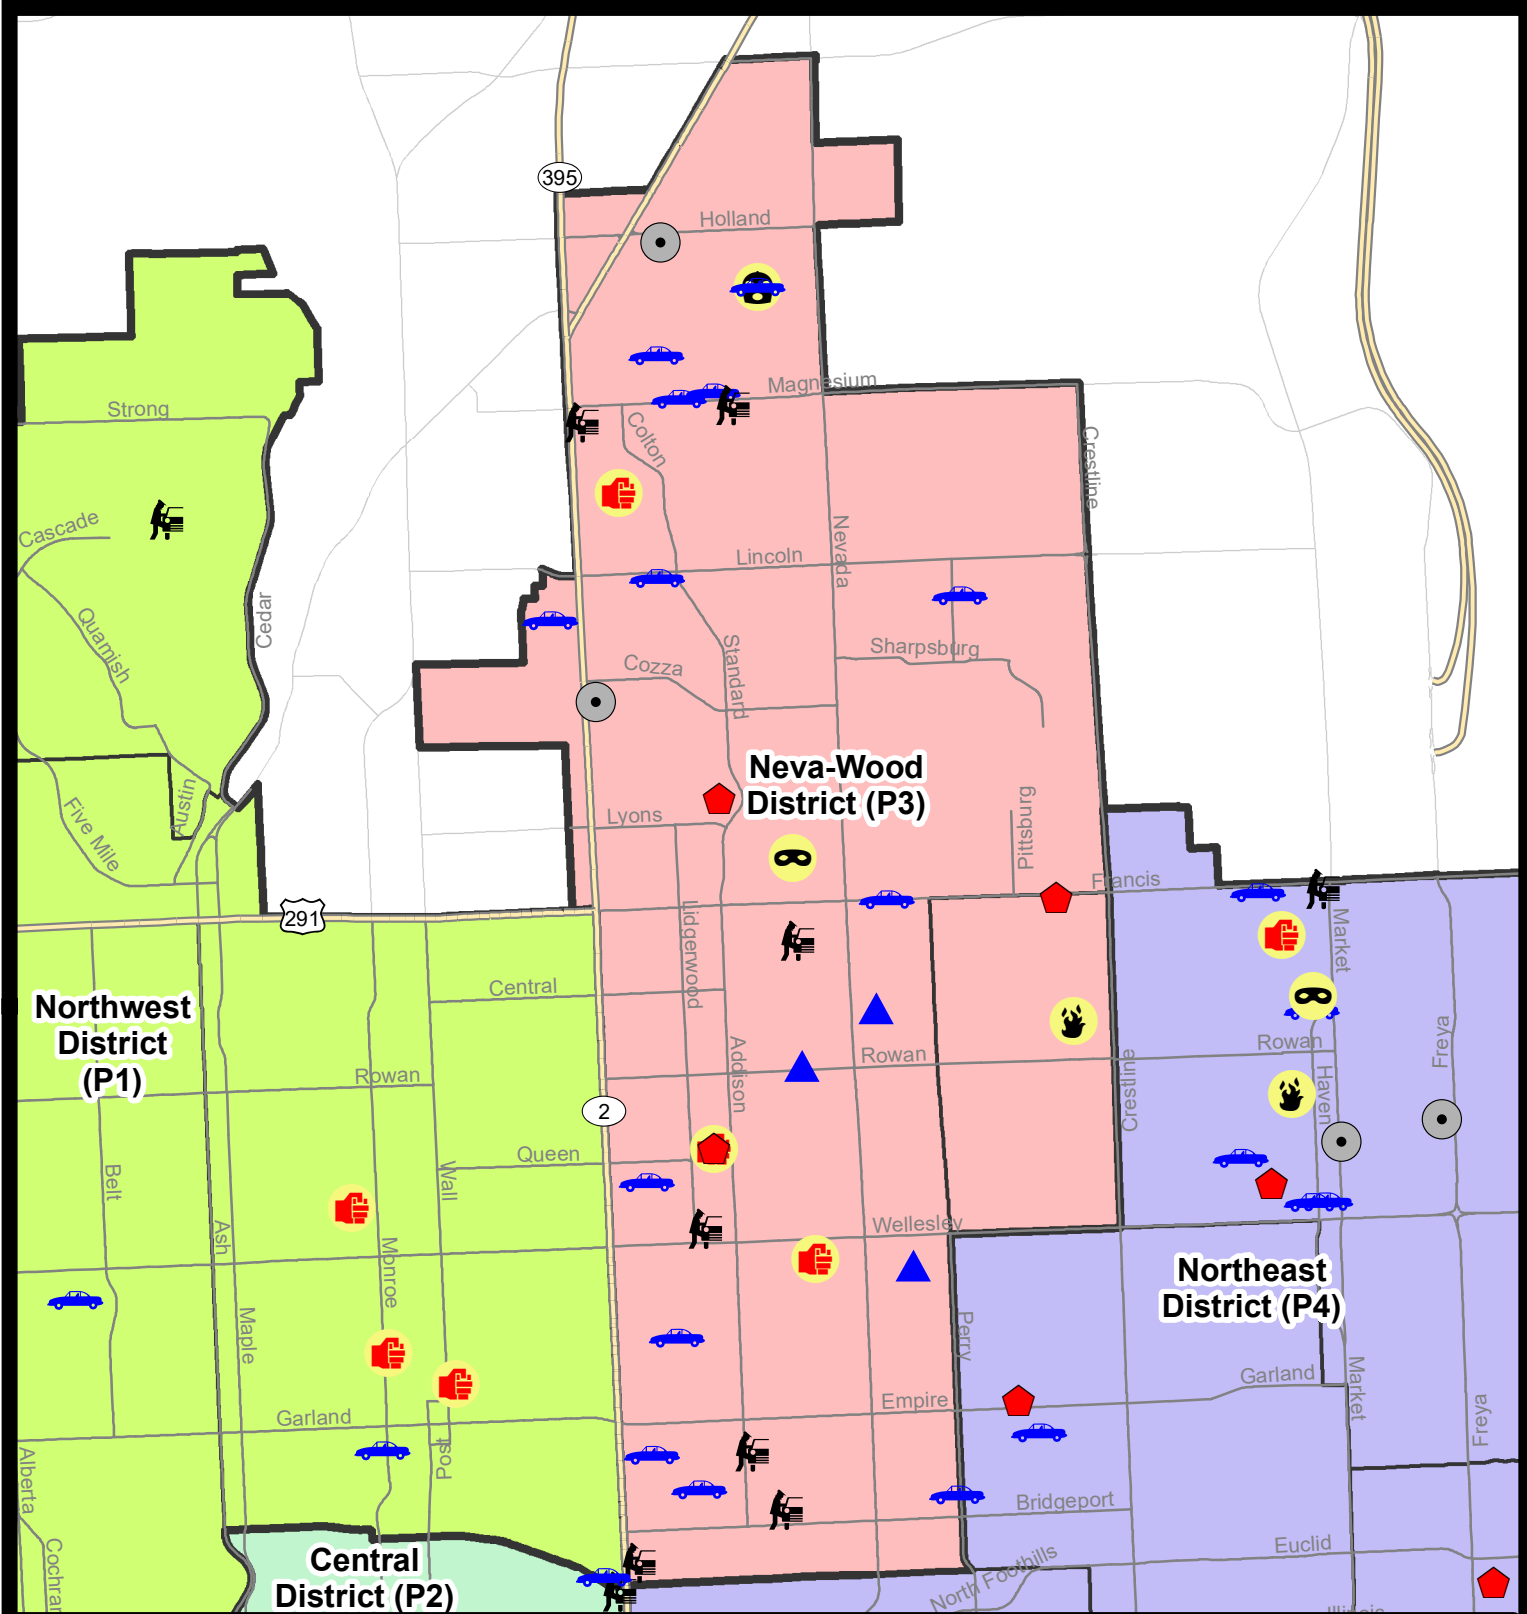 395
Holland
Magnesium
Strong
Colton
Crestline
Cascade
Nevada
Lincoln
Cedar
Quamish
Standard
Sharpsburg
Cozza
Neva-Wood
District (P3)
Austin
Five Mile
Lyons
Pittsburg
Francis
291
Lidgerwood
Market
Central
Northwest
District
(P1)
Addison
Rowan
Rowan
Rowan
Freya
Crestline
Haven
2
Queen
Belt
Wall
Ash
Monroe
Wellesley
Northeast
District (P4)
Maple
Perry
Garland
Market
Empire
Garland
Freya
Post
Alberta
Bridgeport
Cochran
Euclid
Central
District (P2)
North Foothills